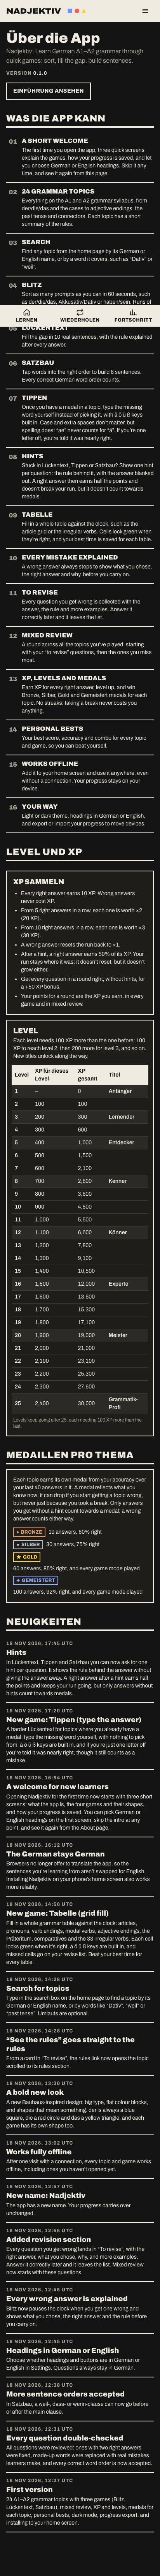 NADJEKTIV
Über die App
Nadjektiv: Learn German A1–A2 grammar through
quick games: sort, fill the gap, build sentences.
VERSION 0.1.0
EINFÜHRUNG ANSEHEN
WAS DIE APP KANN
01 A SHORT WELCOME
The first time you open the app, three quick screens
explain the games, how your progress is saved, and let
you choose German or English headings. Skip it any
time, and see it again from this page.
02 24 GRAMMAR TOPICS
Everything on the A1 and A2 grammar syllabus, from
der/die/das and the cases to adjective endings, the
past tense and connectors. Each topic has a short
summary of the rules.
03 SEARCH
Find any topic from the home page by its German or
English name, or by a word it covers, such as “Dativ” or
“weil”.
04 BLITZ
Sort as many prompts as you can in 60 seconds, such
as der/die/das, Akkusativ/Dativ or haben/sein. Runs of
LERNEN
WIEDERHOLEN
FORTSCHRITT
05 LÜCKENTEXT
Fill the gap in 10 real sentences, with the rule explained
after every answer.
06 SATZBAU
Tap words into the right order to build 8 sentences.
Every correct German word order counts.
07 TIPPEN
Once you have a medal in a topic, type the missing
word yourself instead of picking it, with ä ö ü ß keys
built in. Case and extra spaces don’t matter, but
spelling does; “ae” never counts for “ä”. If you’re one
letter off, you’re told it was nearly right.
08 HINTS
Stuck in Lückentext, Tippen or Satzbau? Show one hint
per question: the rule behind it, with the answer blanked
out. A right answer then earns half the points and
doesn’t break your run, but it doesn’t count towards
medals.
09 TABELLE
Fill in a whole table against the clock, such as the
article grid or the irregular verbs. Cells lock green when
they’re right, and your best time is saved for each table.
10 EVERY MISTAKE EXPLAINED
A wrong answer always stops to show what you chose,
the right answer and why, before you carry on.
11 TO REVISE
Every question you get wrong is collected with the
answer, the rule and more examples. Answer it
correctly later and it leaves the list.
12 MIXED REVIEW
A round across all the topics you’ve played, starting
with your “to revise” questions, then the ones you miss
most.
13 XP, LEVELS AND MEDALS
Earn XP for every right answer, level up, and win
Bronze, Silber, Gold and Gemeistert medals for each
topic. No streaks: taking a break never costs you
anything.
14 PERSONAL BESTS
Your best score, accuracy and combo for every topic
and game, so you can beat yourself.
15 WORKS OFFLINE
Add it to your home screen and use it anywhere, even
without a connection. Your progress stays on your
device.
16 YOUR WAY
Light or dark theme, headings in German or English,
and export or import your progress to move devices.
LEVEL UND XP
XP SAMMELN
• Every right answer earns 10 XP. Wrong answers
never cost XP.
• From 5 right answers in a row, each one is worth ×2
(20 XP).
• From 10 right answers in a row, each one is worth ×3
(30 XP).
• A wrong answer resets the run back to ×1.
• After a hint, a right answer earns 50% of its XP. Your
run stays where it was: it doesn’t reset, but it doesn’t
grow either.
• Get every question in a round right, without hints, for
a +50 XP bonus.
• Your points for a round are the XP you earn, in every
game and in mixed review.
LEVEL
Each level needs 100 XP more than the one before: 100
XP to reach level 2, then 200 more for level 3, and so on.
New titles unlock along the way.
Level XP für dieses Level XP gesamt Titel
1 – 0 Anfänger
2 100 100
3 200 300 Lernender
4 300 600
5 400 1,000 Entdecker
6 500 1,500
7 600 2,100
8 700 2,800 Kenner
9 800 3,600
10 900 4,500
11 1,000 5,500
12 1,100 6,600 Könner
13 1,200 7,800
14 1,300 9,100
15 1,400 10,500
16 1,500 12,000 Experte
17 1,600 13,600
18 1,700 15,300
19 1,800 17,100
20 1,900 19,000 Meister
21 2,000 21,000
22 2,100 23,100
23 2,200 25,300
24 2,300 27,600
25 2,400 30,000 Grammatik-Profi
Levels keep going after 25, each needing 100 XP more than the
last.
MEDAILLEN PRO THEMA
Each topic earns its own medal from your accuracy over
your last 40 answers in it. A medal reflects how you’re
doing now: it can drop if you start getting a topic wrong,
but never just because you took a break. Only answers
you get without a hint count towards a medal; a wrong
answer counts either way.
BRONZE 10 answers, 60% right
SILBER 30 answers, 75% right
GOLD
60 answers, 85% right, and every game mode played
GEMEISTERT
100 answers, 92% right, and every game mode played
NEUIGKEITEN
18 NOV 2026, 17:45 UTC
Hints
In Lückentext, Tippen and Satzbau you can now ask for one
hint per question. It shows the rule behind the answer without
giving the answer away. A right answer after a hint earns half
the points and keeps your run going, but only answers without
hints count towards medals.
18 NOV 2026, 17:20 UTC
New game: Tippen (type the answer)
A harder Lückentext for topics where you already have a
medal: type the missing word yourself, with nothing to pick
from. ä ö ü ß keys are built in, and if you’re just one letter off
you’re told it was nearly right, though it still counts as a
mistake.
18 NOV 2026, 16:54 UTC
A welcome for new learners
Opening Nadjektiv for the first time now starts with three short
screens: what the app is, the four games and their shapes,
and how your progress is saved. You can pick German or
English headings on the first screen, skip the intro at any
point, and see it again from the About page.
18 NOV 2026, 16:12 UTC
The German stays German
Browsers no longer offer to translate the app, so the
sentences you’re learning from aren’t swapped for English.
Installing Nadjektiv on your phone’s home screen also works
more reliably.
18 NOV 2026, 14:50 UTC
New game: Tabelle (grid fill)
Fill in a whole grammar table against the clock: articles,
pronouns, verb endings, modal verbs, adjective endings, the
Präteritum, comparatives and the 33 irregular verbs. Each cell
locks green when it’s right, ä ö ü ß keys are built in, and
missed cells go on your revise list. Beat your best time for
every table.
18 NOV 2026, 14:28 UTC
Search for topics
Type in the search box on the home page to find a topic by its
German or English name, or by words like “Dativ”, “weil” or
“past tense”. Umlauts are optional.
“See the rules” goes straight to the
rules
From a card in “To revise”, the rules link now opens the topic
scrolled to its rules section.
18 NOV 2026, 13:30 UTC
A bold new look
A new Bauhaus-inspired design: big type, flat colour blocks,
and shapes that mean something. der and das is always a blue
square, die a red circle and das a yellow triangle, and each
game has its own shape too.
18 NOV 2026, 13:02 UTC
Works fully offline
After one visit with a connection, every topic and game works
offline, including ones you haven’t opened yet.
18 NOV 2026, 12:57 UTC
New name: Nadjektiv
The app has a new name. Your progress carries over
unchanged.
18 NOV 2026, 12:55 UTC
Added revision section
Every question you get wrong lands in “To revise”, with the
right answer, what you chose, why, and more examples.
Answer it correctly later and it leaves the list. Mixed review
now starts with these questions.
Every wrong answer is explained
Blitz now pauses the clock when you get one wrong and
shows what you chose, the right answer and the rule before
you carry on.
Headings in German or English
Choose whether headings and buttons are in German or
English in Settings. Questions always stay in German.
More sentence orders accepted
In Satzbau, a weil-, dass- or wenn-clause can now go before
or after the main clause.
18 NOV 2026, 12:31 UTC
Every question double-checked
All questions were reviewed: ones with two right answers
were fixed, made-up words were replaced with real mistakes
learners make, and every correct word order is now accepted.
18 NOV 2026, 12:27 UTC
First version
24 A1–A2 grammar topics with three games (Blitz,
Lückentext, Satzbau), mixed review, XP and levels, medals for
each topic, personal bests, dark mode, progress export, and
installing to your home screen.